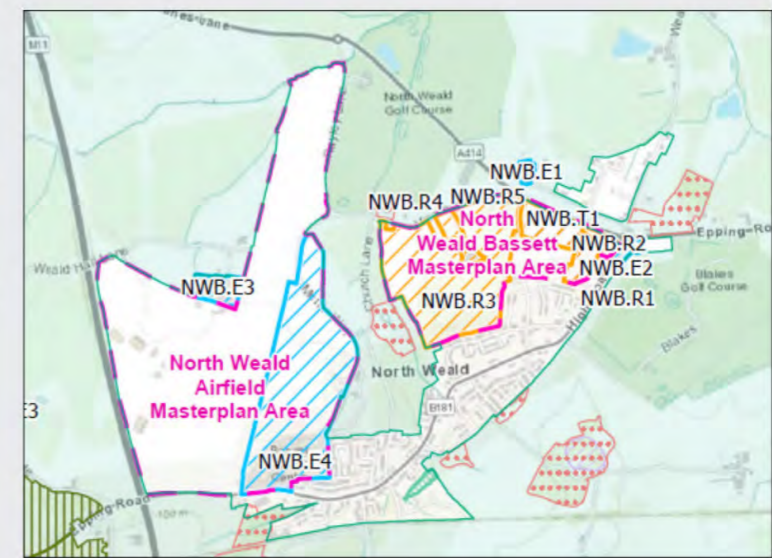 M11
North Weald
Golf Course
A414
NWB.E1
NWB.R4
NWB.R5
North
Weald Bassett
Masterplan Area
NWB.T1
Epping-Ro
NWB.R2
NWB.E2
NWB.R1
Blakes
Golf Course
Blakes
Weald Hall Lane
NWB.E3
Church Lane
NWB.R3
North Weald
Airfield
Masterplan Area
North Weald
B181
E3
NWB.E4
Epping-Road
100 m